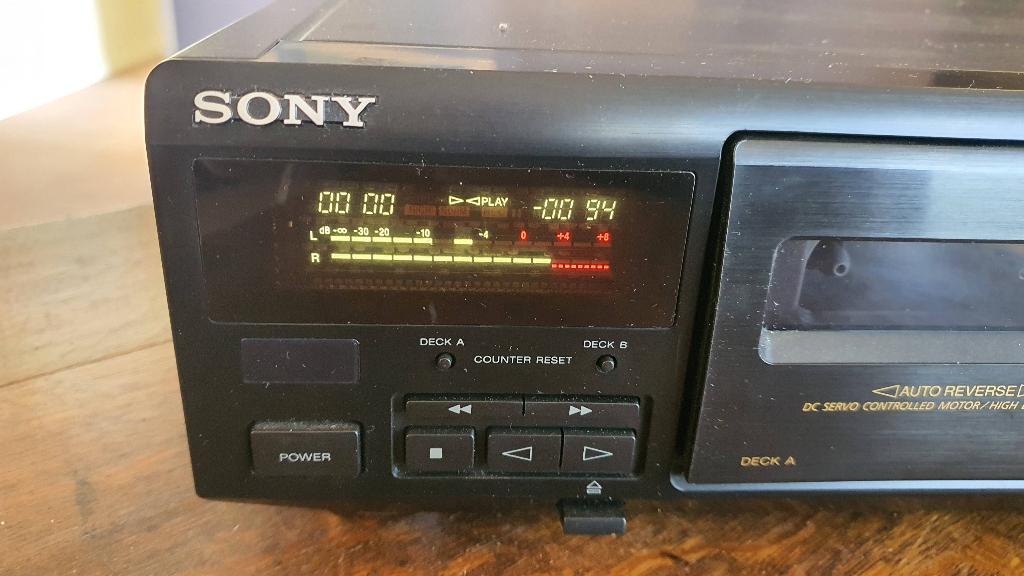 SONY
00 00 ▷◁PLAY -00 94
L dB -∞ -30 -20 -10 -4 0 +4 +8
R
DECK A DECK B
COUNTER RESET
POWER
◁AUTO REVERSE▷
DC SERVO CONTROLLED MOTOR/HIGH
DECK A